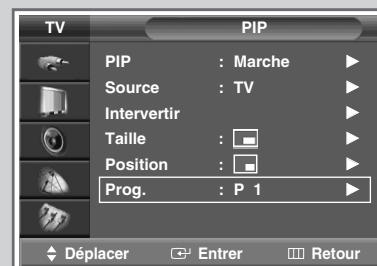 TV PIP
PIP : Marche
Source : TV
Intervertir
Taille :
Position :
Prog. : P 1
Déplacer Entrer Retour